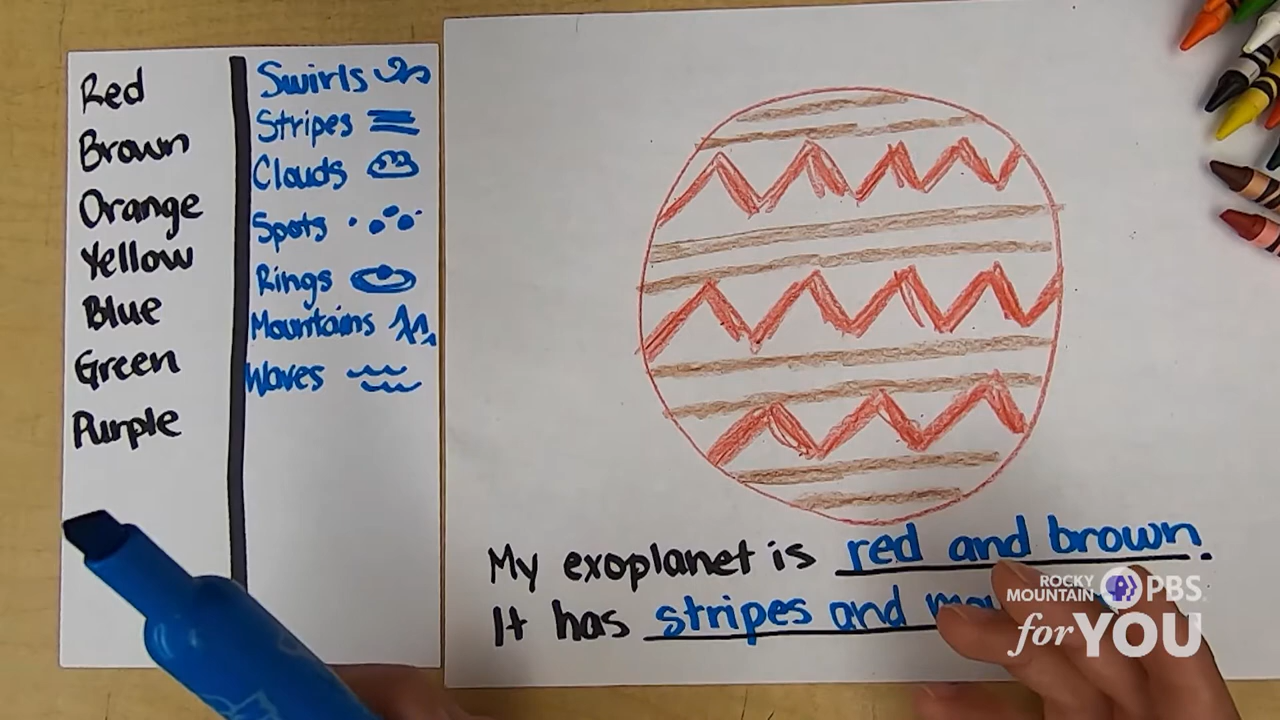 Red
Brown
Orange
Yellow
Blue
Green
Purple
Swirls
Stripes
Clouds
Spots
Rings
Mountains
Waves
My exoplanet is red and brown.
It has stripes and
ROCKY
MOUNTAIN PBS
for YOU